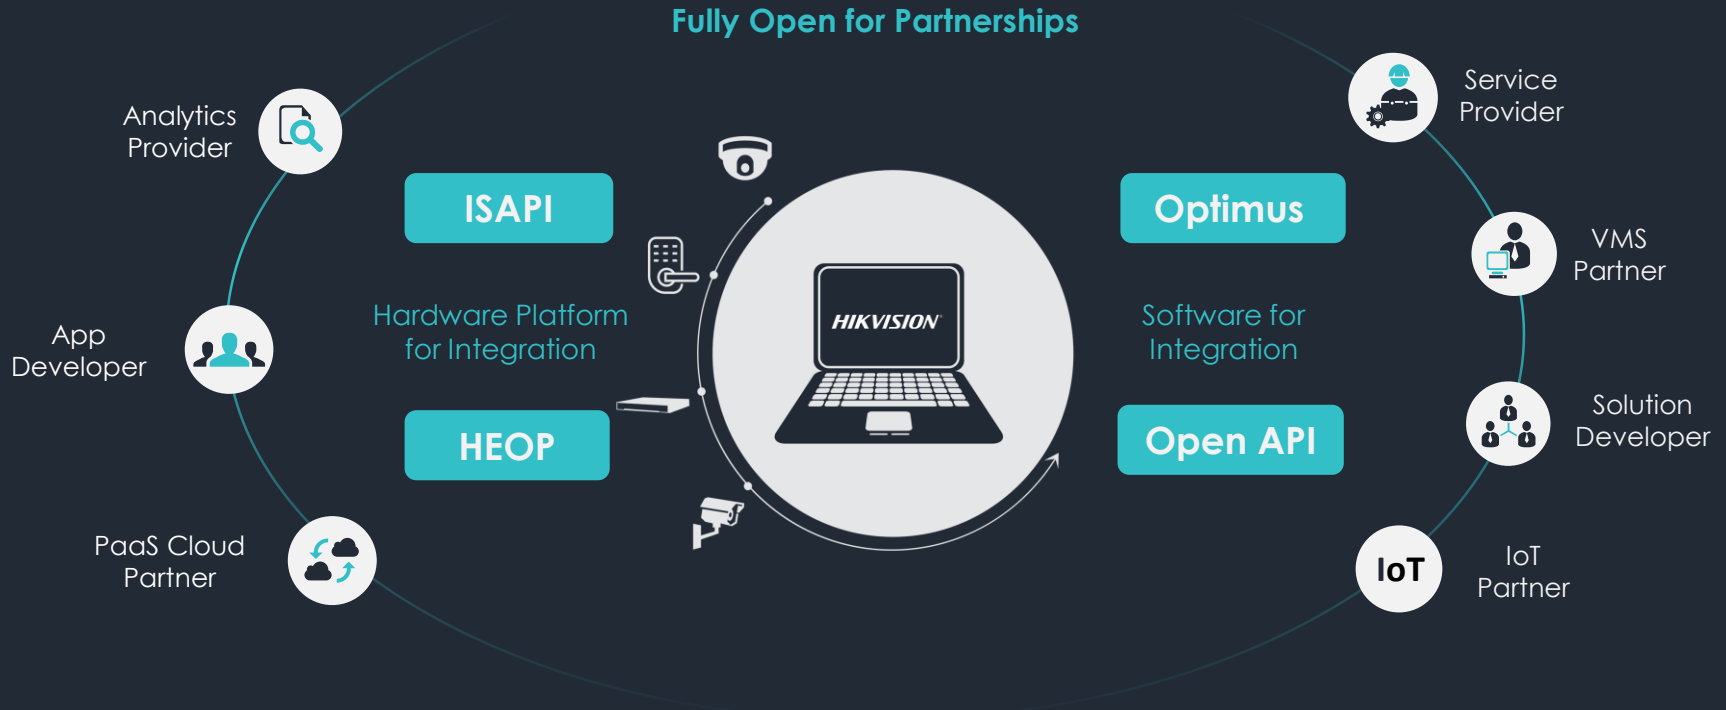 Fully Open for Partnerships
Analytics
Provider
App
Developer
PaaS Cloud
Partner
ISAPI
Hardware Platform
for Integration
HEOP
HIKVISION
Optimus
Software for
Integration
Open API
Service
Provider
VMS
Partner
Solution
Developer
IoT
IoT
Partner